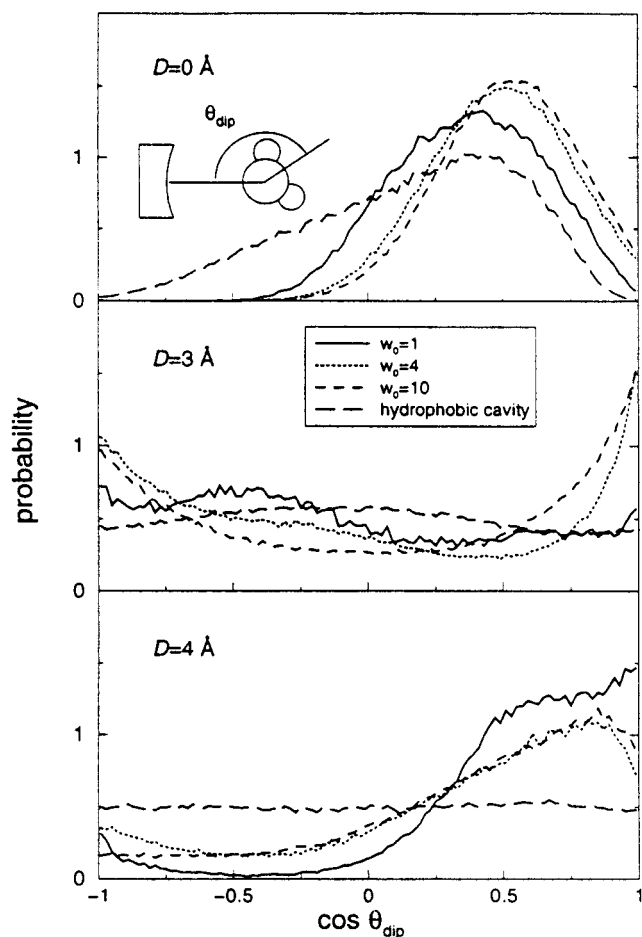 D=0 Å
θdip
1
0
D=3 Å
w₀=1
w₀=4
w₀=10
hydrophobic cavity
probability
1
0
D=4 Å
1
0
−1 −0.5 0 0.5 1
cos θdip